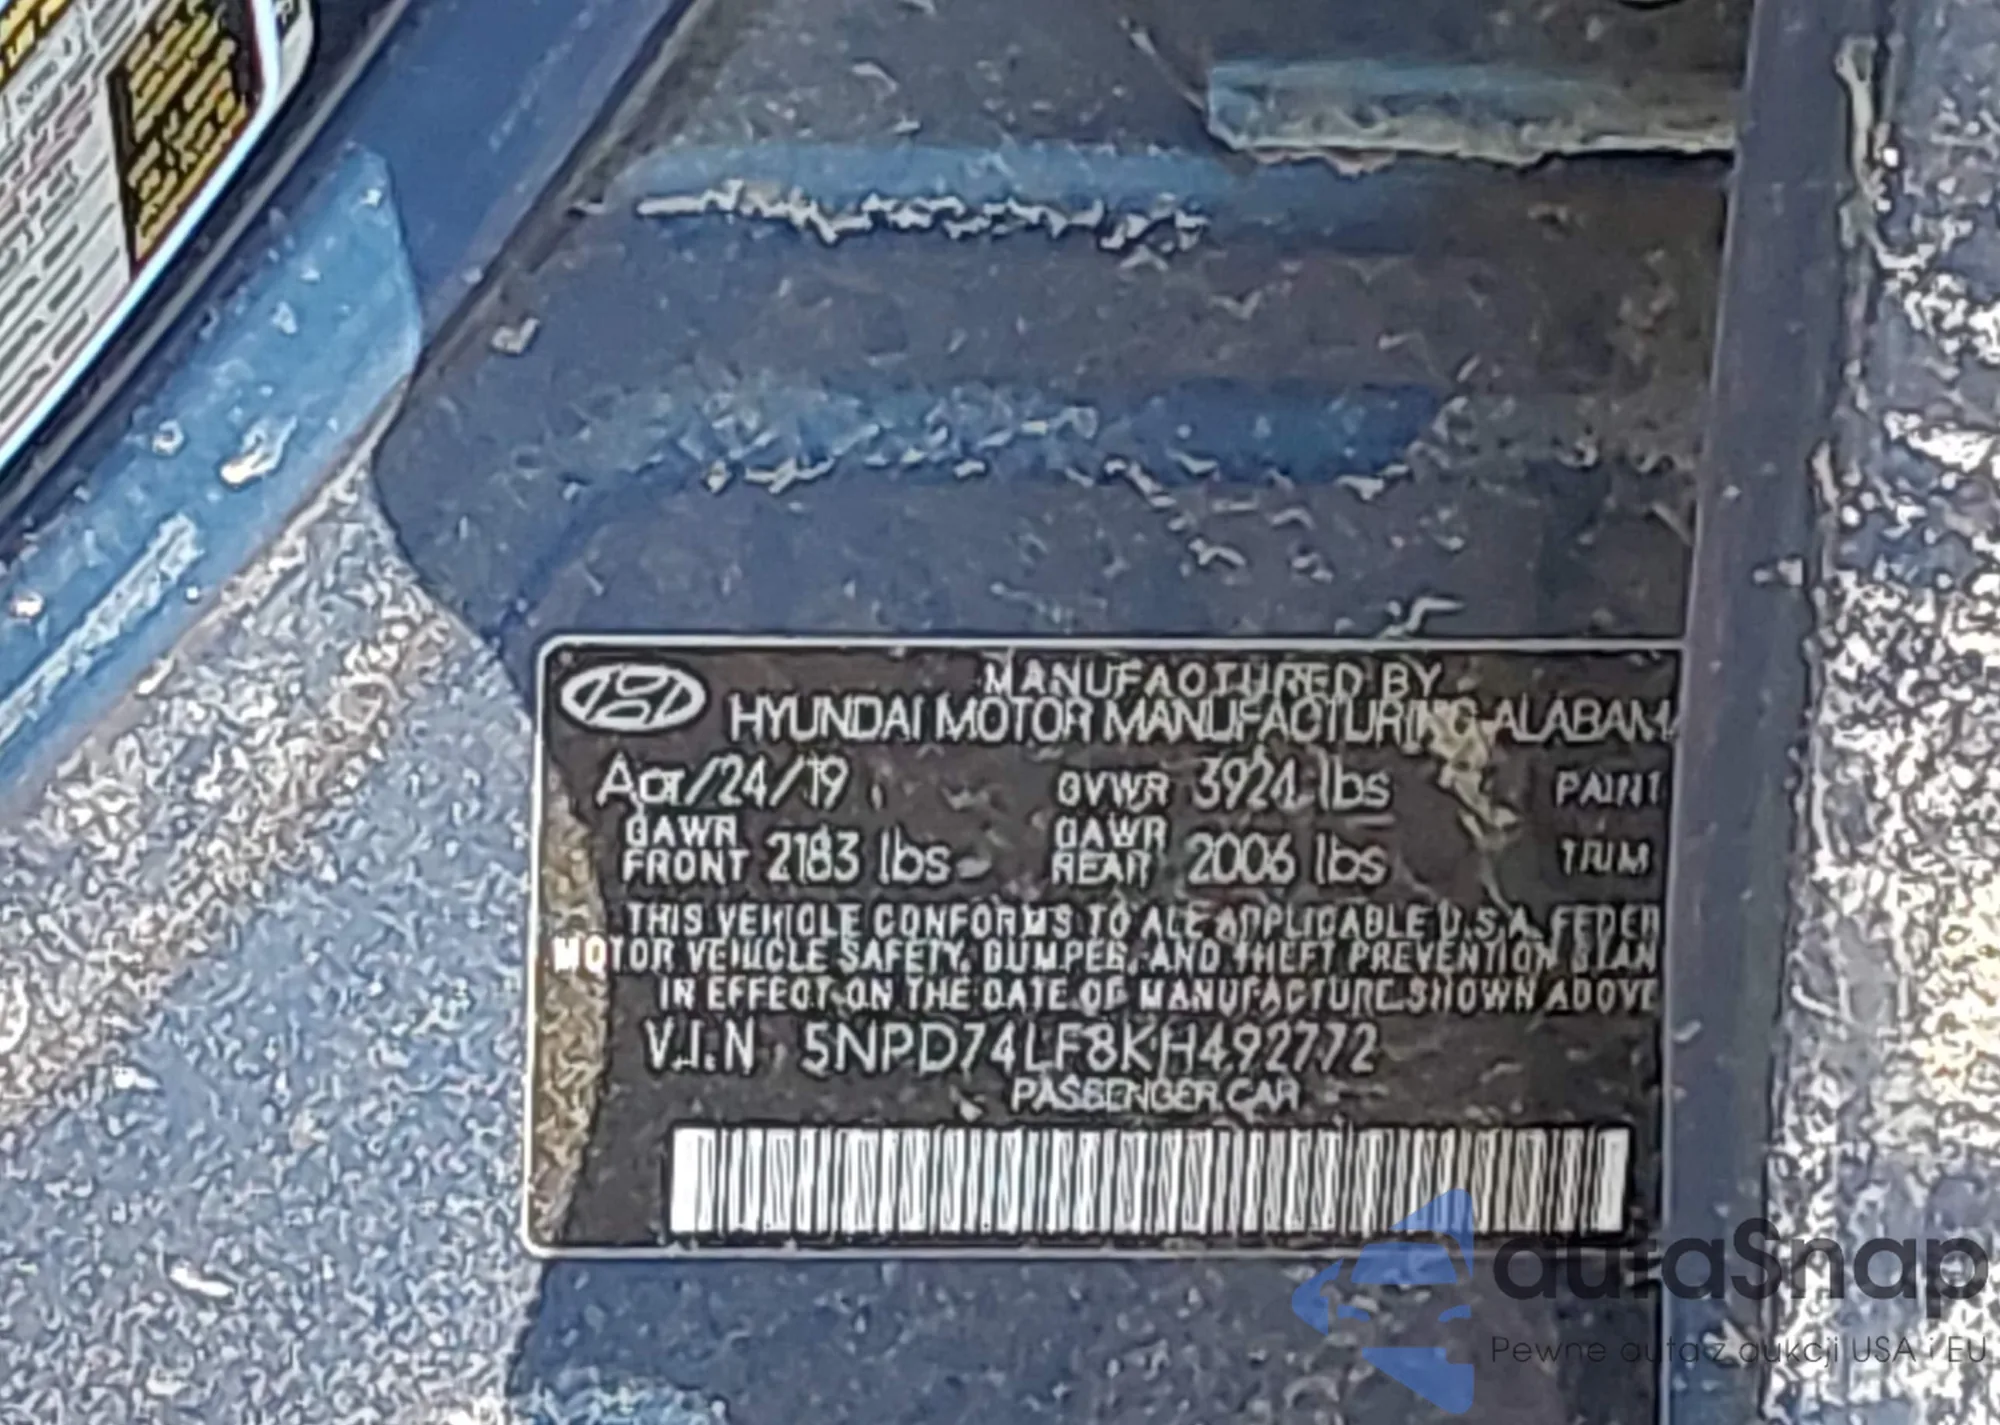 MANUFACTURED BY
HYUNDAI MOTOR MANUFACTURING ALABAMA
Apr/24/19 GVWR 3924 lbs PAINT
GAWR FRONT 2183 lbs GAWR REAR 2006 lbs TRIM
THIS VEHICLE CONFORMS TO ALL APPLICABLE U.S.A. FEDER
MOTOR VEHICLE SAFETY, BUMPER, AND THEFT PREVENTION STAN
IN EFFECT ON THE DATE OF MANUFACTURE SHOWN ABOVE
V.I.N 5NPD74LF8KH492772
PASSENGER CAR
autaSnap
Pewne auta z aukcji USA i EU